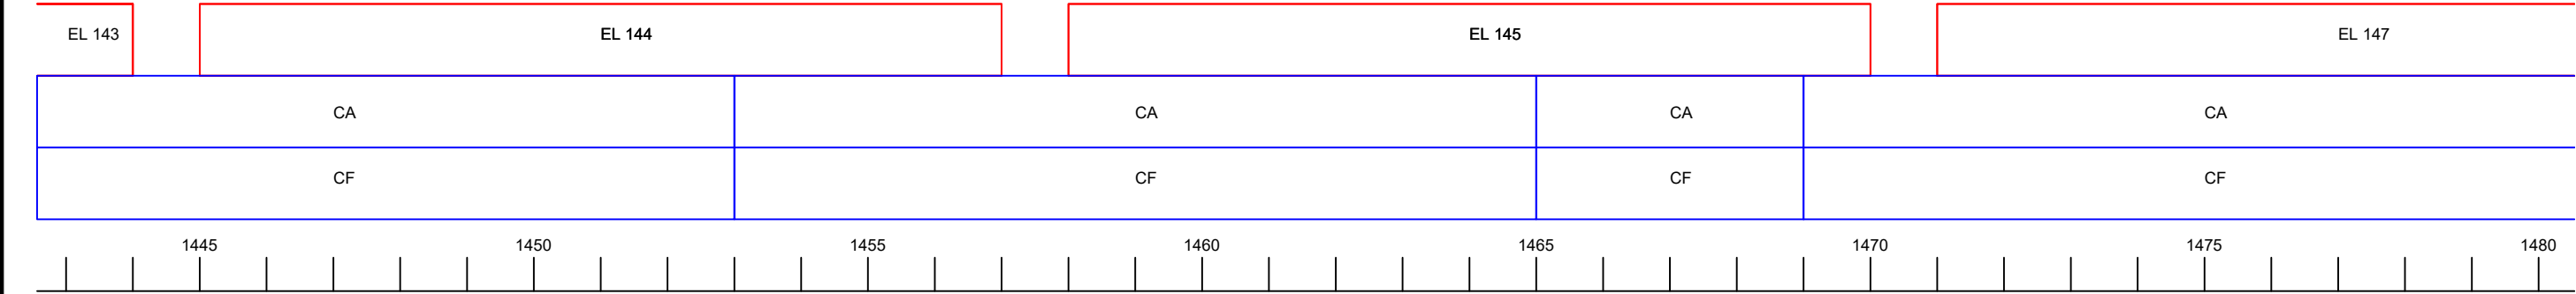 EL 143 EL 144 EL 145 EL 147
CA CA CA CA
CF CF CF CF
1445 1450 1455 1460 1465 1470 1475 1480